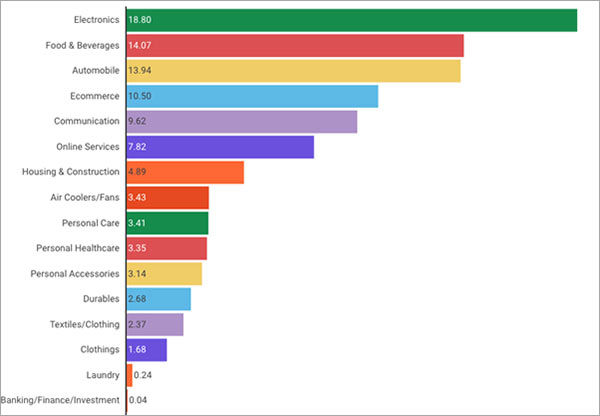 Electronics 18.80
Food & Beverages 14.07
Automobile 13.94
Ecommerce 10.50
Communication 9.62
Online Services 7.82
Housing & Construction 4.89
Air Coolers/Fans 3.43
Personal Care 3.41
Personal Healthcare 3.35
Personal Accessories 3.14
Durables 2.68
Textiles/Clothing 2.37
Clothings 1.68
Laundry 0.24
Banking/Finance/Investment 0.04